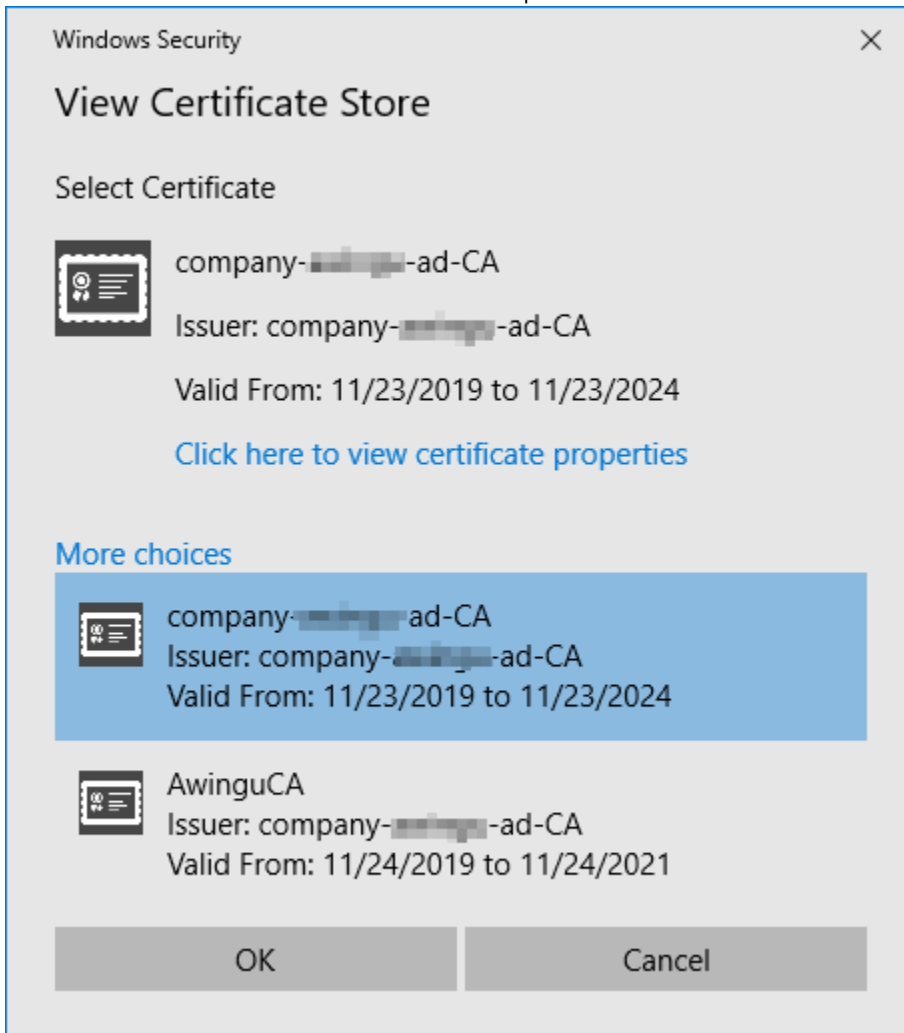 Windows Security
View Certificate Store
Select Certificate
company- -ad-CA
Issuer: company- -ad-CA
Valid From: 11/23/2019 to 11/23/2024
Click here to view certificate properties
More choices
company- ad-CA
Issuer: company- -ad-CA
Valid From: 11/23/2019 to 11/23/2024
AwinguCA
Issuer: company- -ad-CA
Valid From: 11/24/2019 to 11/24/2021
OK
Cancel